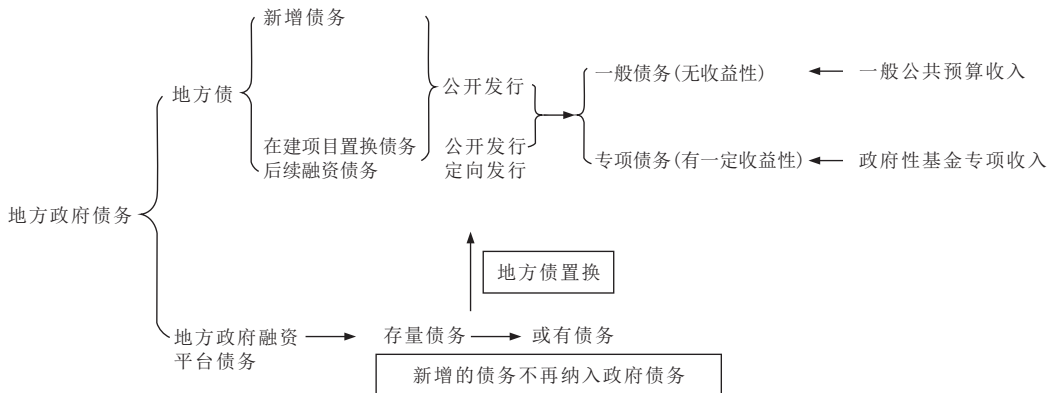 新增债务
一般债务(无收益性)
一般公共预算收入
地方债
公开发行
在建项目置换债务
后续融资债务
公开发行
定向发行
专项债务(有一定收益性)
政府性基金专项收入
地方政府债务
地方债置换
地方政府融资
平台债务
存量债务
或有债务
新增的债务不再纳入政府债务